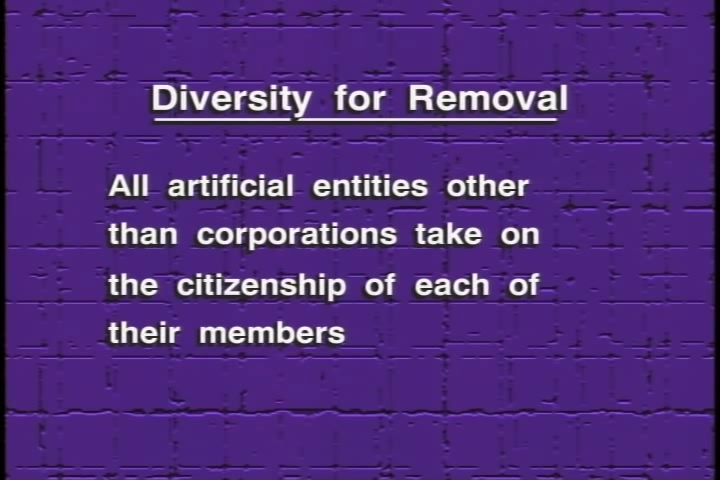 Diversity for Removal
All artificial entities other
than corporations take on
the citizenship of each of
their members